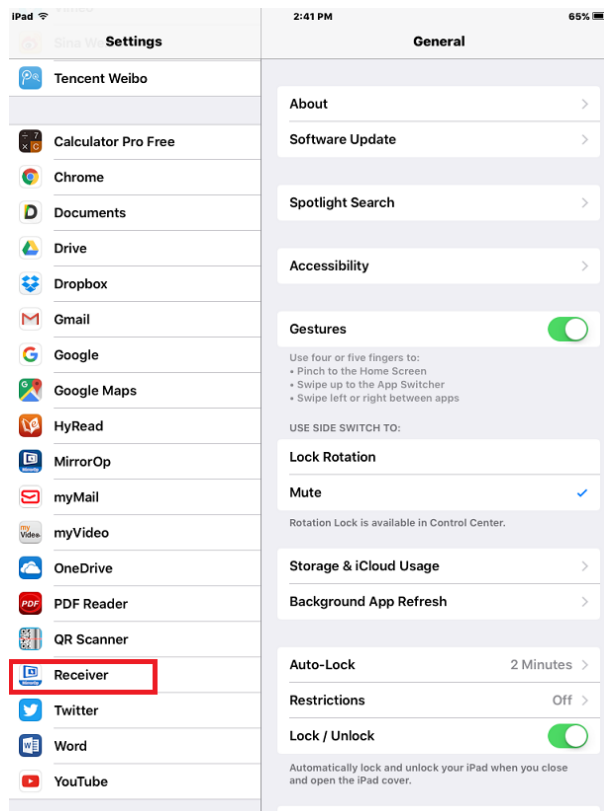 iPad
2:41 PM
65%
Settings
General
Tencent Weibo
Calculator Pro Free
Chrome
Documents
Drive
Dropbox
Gmail
Google
Google Maps
HyRead
MirrorOp
myMail
my
Video
myVideo
OneDrive
PDF
PDF Reader
QR Scanner
Receiver
Twitter
Word
YouTube
About
Software Update
Spotlight Search
Accessibility
Gestures
Use four or five fingers to:
• Pinch to the Home Screen
• Swipe up to the App Switcher
• Swipe left or right between apps
USE SIDE SWITCH TO:
Lock Rotation
Mute
Rotation Lock is available in Control Center.
Storage & iCloud Usage
Background App Refresh
Auto-Lock 2 Minutes
Restrictions Off
Lock / Unlock
Automatically lock and unlock your iPad when you close
and open the iPad cover.